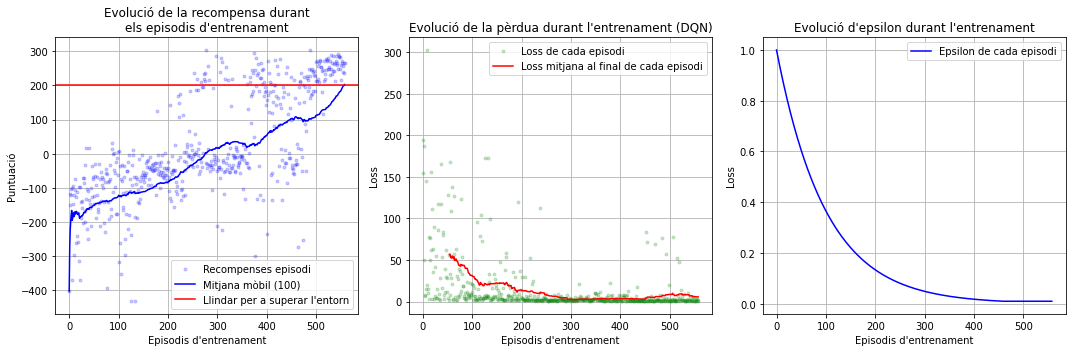 Evolució de la recompensa durant
els episodis d'entrenament
300
200
100
0
−100
−200
−300
−400
Puntuació
Recompenses episodi
Mitjana mòbil (100)
Llindar per a superar l'entorn
0
100
200
300
400
500
Episodis d'entrenament
Evolució de la pèrdua durant l'entrenament (DQN)
300
250
200
150
100
50
0
Loss
Loss de cada episodi
Loss mitjana al final de cada episodi
0
100
200
300
400
500
Episodis d'entrenament
Evolució d'epsilon durant l'entrenament
1.0
0.8
0.6
0.4
0.2
0.0
Loss
Epsilon de cada episodi
0
100
200
300
400
500
Episodis d'entrenament